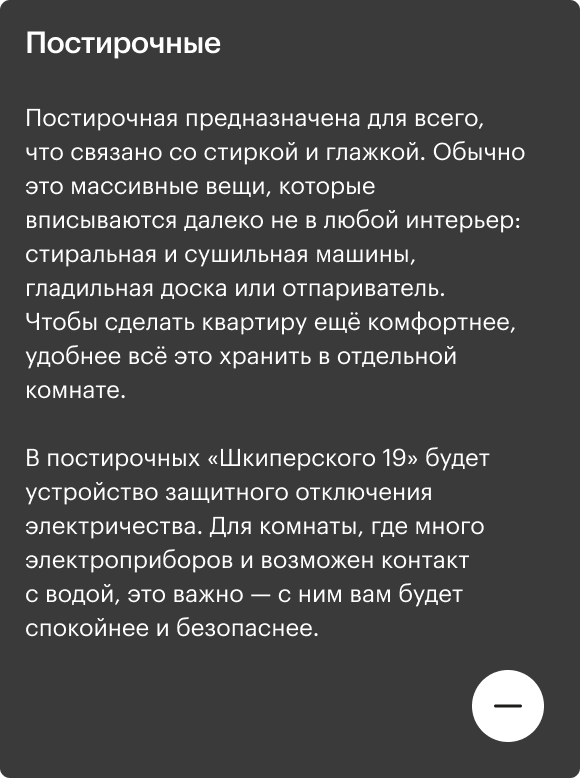 Постирочные
Постирочная предназначена для всего,
что связано со стиркой и глажкой. Обычно
это массивные вещи, которые
вписываются далеко не в любой интерьер:
стиральная и сушильная машины,
гладильная доска или отпариватель.
Чтобы сделать квартиру ещё комфортнее,
удобнее всё это хранить в отдельной
комнате.
В постирочных «Шкиперского 19» будет
устройство защитного отключения
электричества. Для комнаты, где много
электроприборов и возможен контакт
с водой, это важно — с ним вам будет
спокойнее и безопаснее.